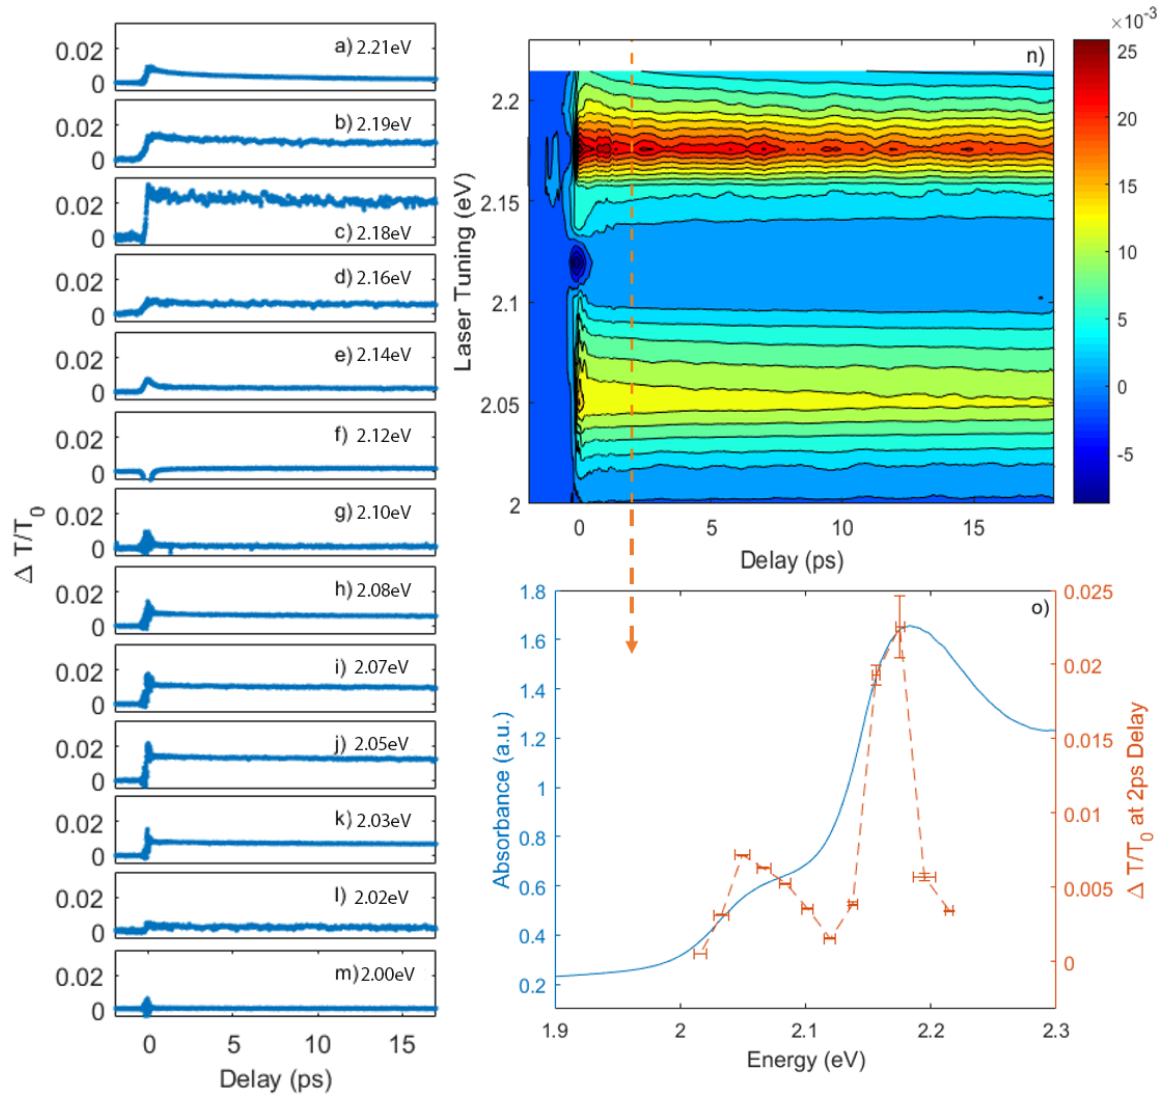 a) 2.21eV
0.02
0
b) 2.19eV
0.02
0
0.02
0
c) 2.18eV
d) 2.16eV
0.02
0
e) 2.14eV
0.02
0
f) 2.12eV
0.02
0
g) 2.10eV
0.02
0
h) 2.08eV
0.02
0
i) 2.07eV
0.02
0
j) 2.05eV
0.02
0
k) 2.03eV
0.02
0
l) 2.02eV
0.02
0
m) 2.00eV
0.02
0
0 5 10 15
Delay (ps)
Δ T/T0
n)
2.2
2.15
2.1
2.05
2
Laser Tuning (eV)
0 5 10 15
Delay (ps)
×10-3
25
20
15
10
5
0
-5
o)
1.8
1.6
1.4
1.2
1
0.8
0.6
0.4
0.2
Absorbance (a.u.)
1.9 2 2.1 2.2 2.3
Energy (eV)
0.025
0.02
0.015
0.01
0.005
0
Δ T/T0 at 2ps Delay